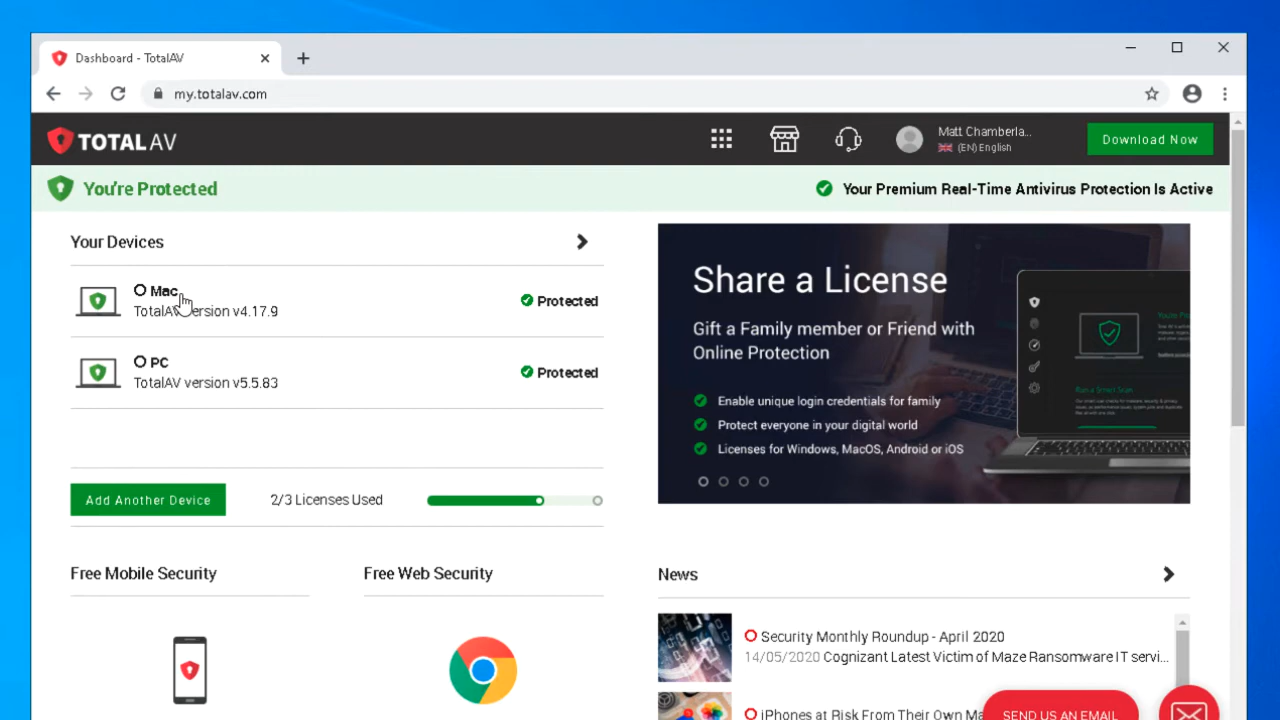 Dashboard - TotalAV
my.totalav.com
TOTALAV
Matt Chamberla...
(EN) English
Download Now
You're Protected
Your Premium Real-Time Antivirus Protection Is Active
Your Devices
Mac
TotalAV version v4.17.9
Protected
PC
TotalAV version v5.5.83
Protected
Add Another Device
2/3 Licenses Used
Share a License
Gift a Family member or Friend with
Online Protection
Enable unique login credentials for family
Protect everyone in your digital world
Licenses for Windows, MacOS, Android or iOS
Free Mobile Security
Free Web Security
News
Security Monthly Roundup - April 2020
14/05/2020 Cognizant Latest Victim of Maze Ransomware IT servi...
iPhones at Risk From Their Own Ma
SEND US AN EMAIL